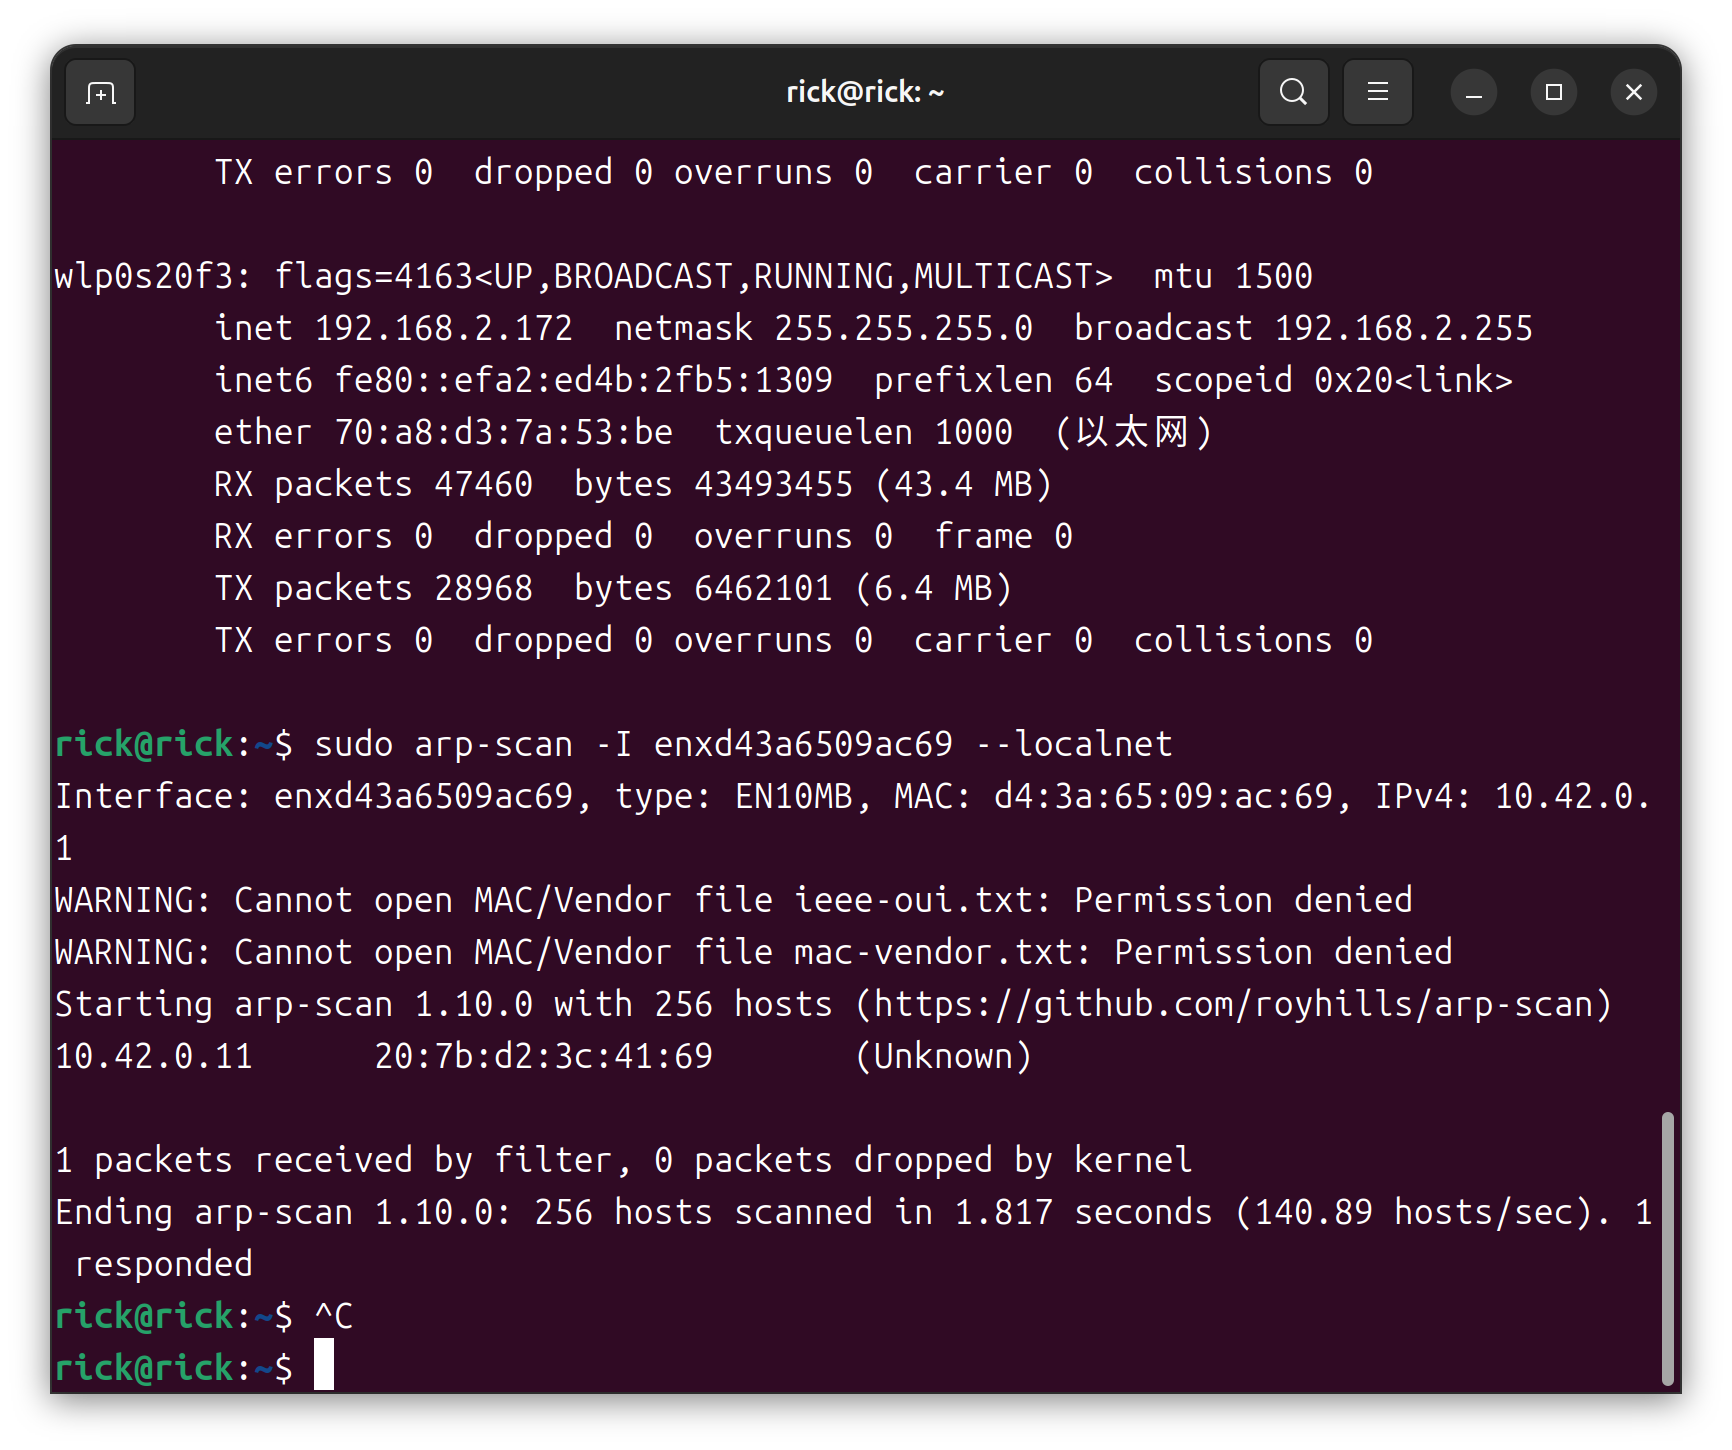 rick@rick: ~
TX errors 0  dropped 0 overruns 0  carrier 0  collisions 0
wlp0s20f3: flags=4163<UP,BROADCAST,RUNNING,MULTICAST>  mtu 1500
inet 192.168.2.172  netmask 255.255.255.0  broadcast 192.168.2.255
inet6 fe80::efa2:ed4b:2fb5:1309  prefixlen 64  scopeid 0x20<link>
ether 70:a8:d3:7a:53:be  txqueuelen 1000  (以太网)
RX packets 47460  bytes 43493455 (43.4 MB)
RX errors 0  dropped 0  overruns 0  frame 0
TX packets 28968  bytes 6462101 (6.4 MB)
TX errors 0  dropped 0 overruns 0  carrier 0  collisions 0
rick@rick:~$ sudo arp-scan -I enxd43a6509ac69 --localnet
Interface: enxd43a6509ac69, type: EN10MB, MAC: d4:3a:65:09:ac:69, IPv4: 10.42.0.
1
WARNING: Cannot open MAC/Vendor file ieee-oui.txt: Permission denied
WARNING: Cannot open MAC/Vendor file mac-vendor.txt: Permission denied
Starting arp-scan 1.10.0 with 256 hosts (https://github.com/royhills/arp-scan)
10.42.0.11      20:7b:d2:3c:41:69       (Unknown)
1 packets received by filter, 0 packets dropped by kernel
Ending arp-scan 1.10.0: 256 hosts scanned in 1.817 seconds (140.89 hosts/sec). 1
 responded
rick@rick:~$ ^C
rick@rick:~$